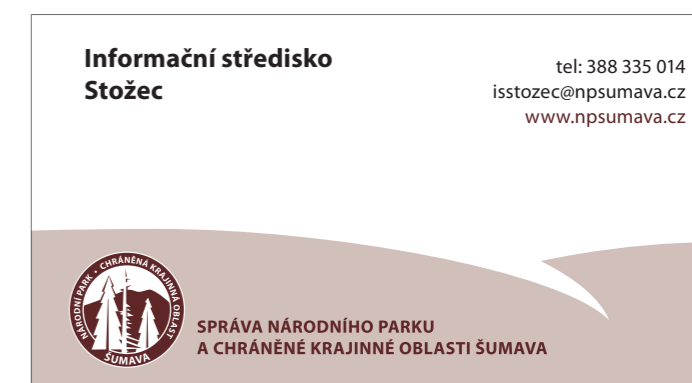 Informační středisko
Stožec
tel: 388 335 014
isstozec@npsumava.cz
www.npsumava.cz
NÁRODNÍ PARK • CHRÁNĚNÁ KRAJINNÁ OBLAST
ŠUMAVA
SPRÁVA NÁRODNÍHO PARKU
A CHRÁNĚNÉ KRAJINNÉ OBLASTI ŠUMAVA